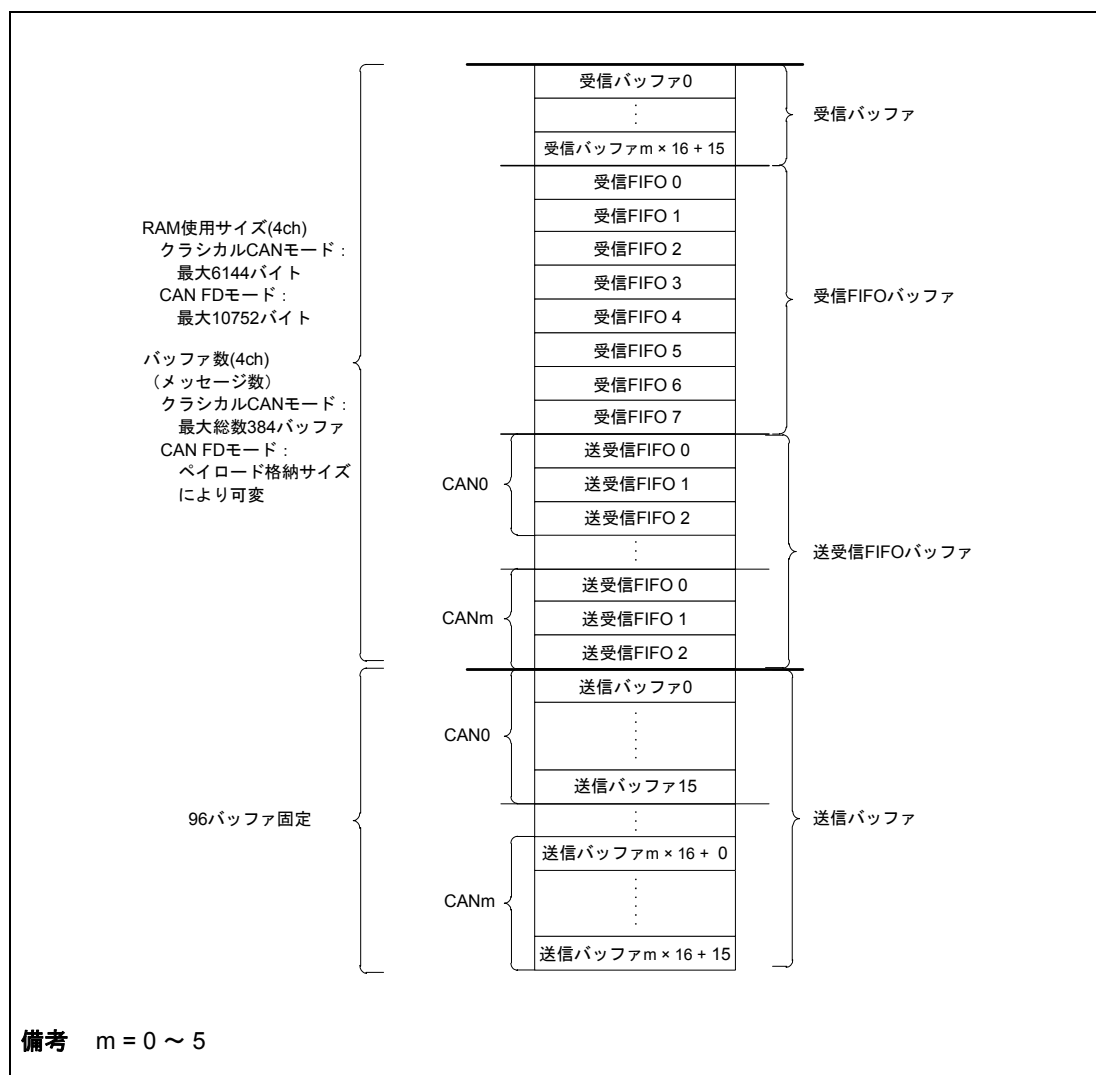 受信バッファ0
受信バッファm × 16 + 15
受信バッファ
受信FIFO 0
受信FIFO 1
受信FIFO 2
受信FIFO 3
受信FIFO 4
受信FIFO 5
受信FIFO 6
受信FIFO 7
受信FIFOバッファ
RAM使用サイズ(4ch)
クラシカルCANモード：
最大6144バイト
CAN FDモード：
最大10752バイト
バッファ数(4ch)
（メッセージ数）
クラシカルCANモード：
最大総数384バッファ
CAN FDモード：
ペイロード格納サイズ
により可変
CAN0
送受信FIFO 0
送受信FIFO 1
送受信FIFO 2
CANm
送受信FIFO 0
送受信FIFO 1
送受信FIFO 2
送受信FIFOバッファ
CAN0
送信バッファ0
送信バッファ15
96バッファ固定
CANm
送信バッファm × 16 + 0
送信バッファm × 16 + 15
送信バッファ
備考 m = 0 ～ 5